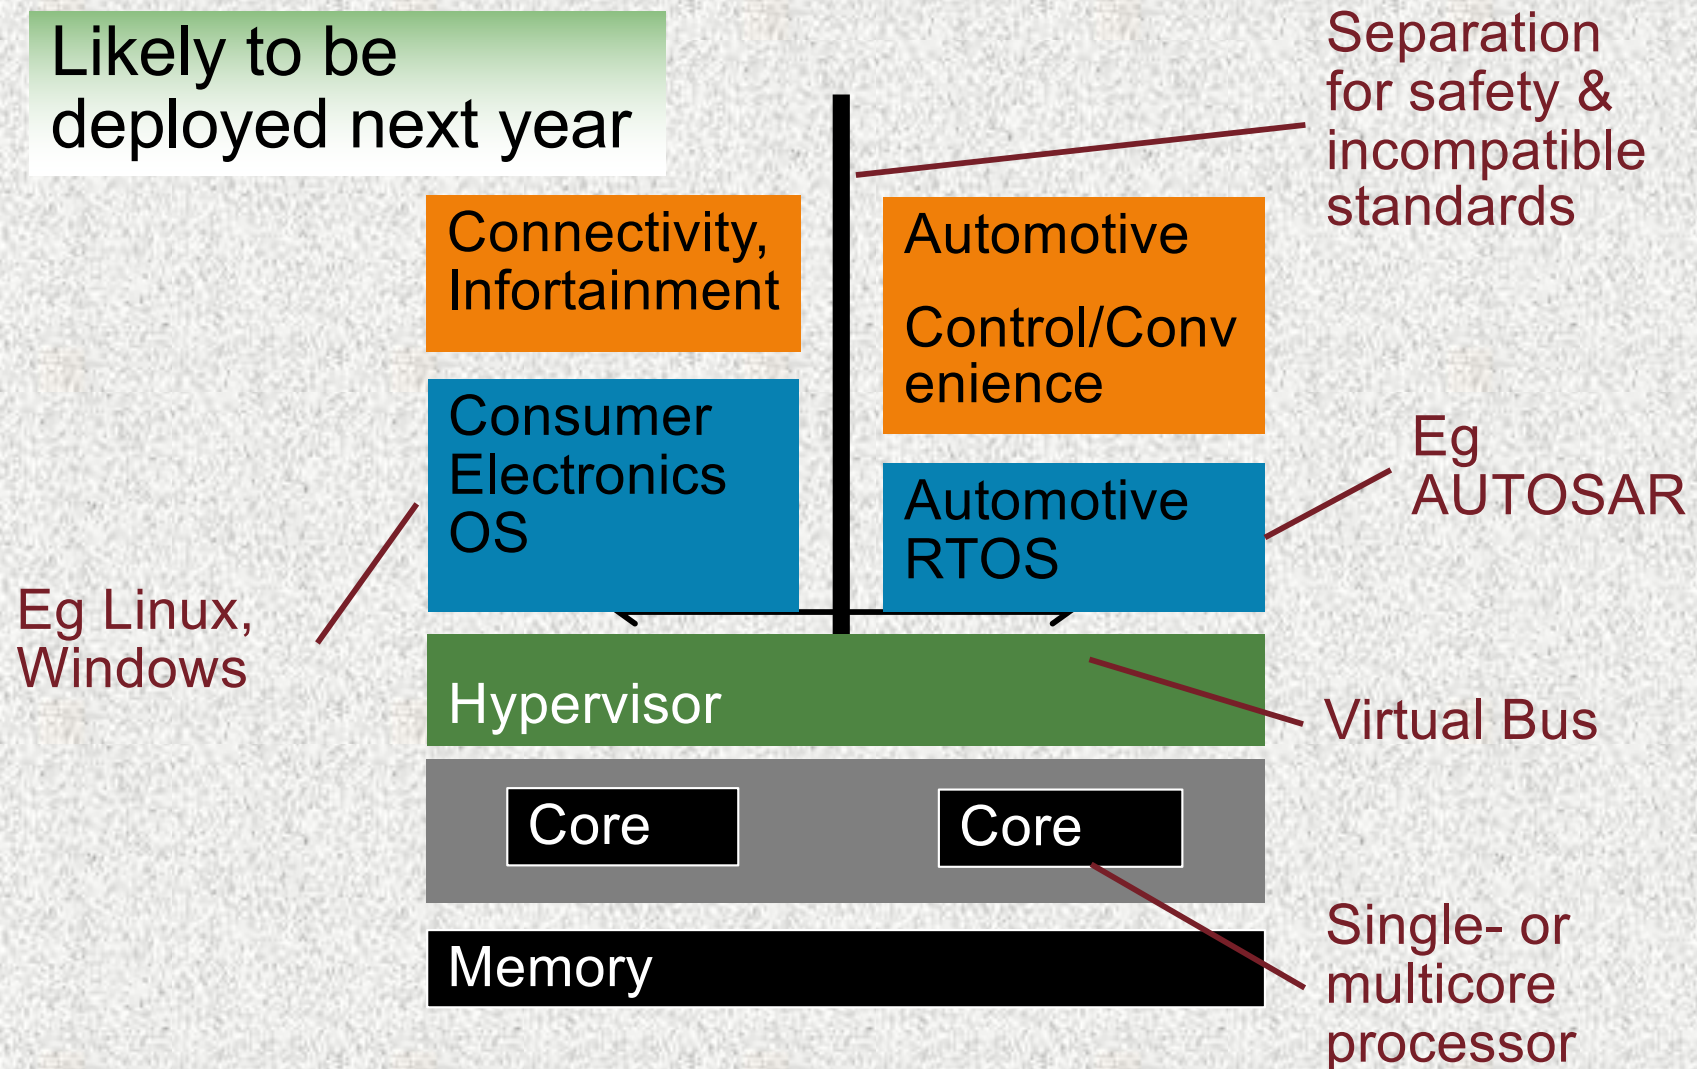 Likely to be
deployed next year
Separation
for safety &
incompatible
standards
Connectivity,
Infortainment
Automotive
Control/Conv
enience
Consumer
Electronics
OS
Automotive
RTOS
Eg
AUTOSAR
Eg Linux,
Windows
Hypervisor
Virtual Bus
Core
Core
Memory
Single- or
multicore
processor